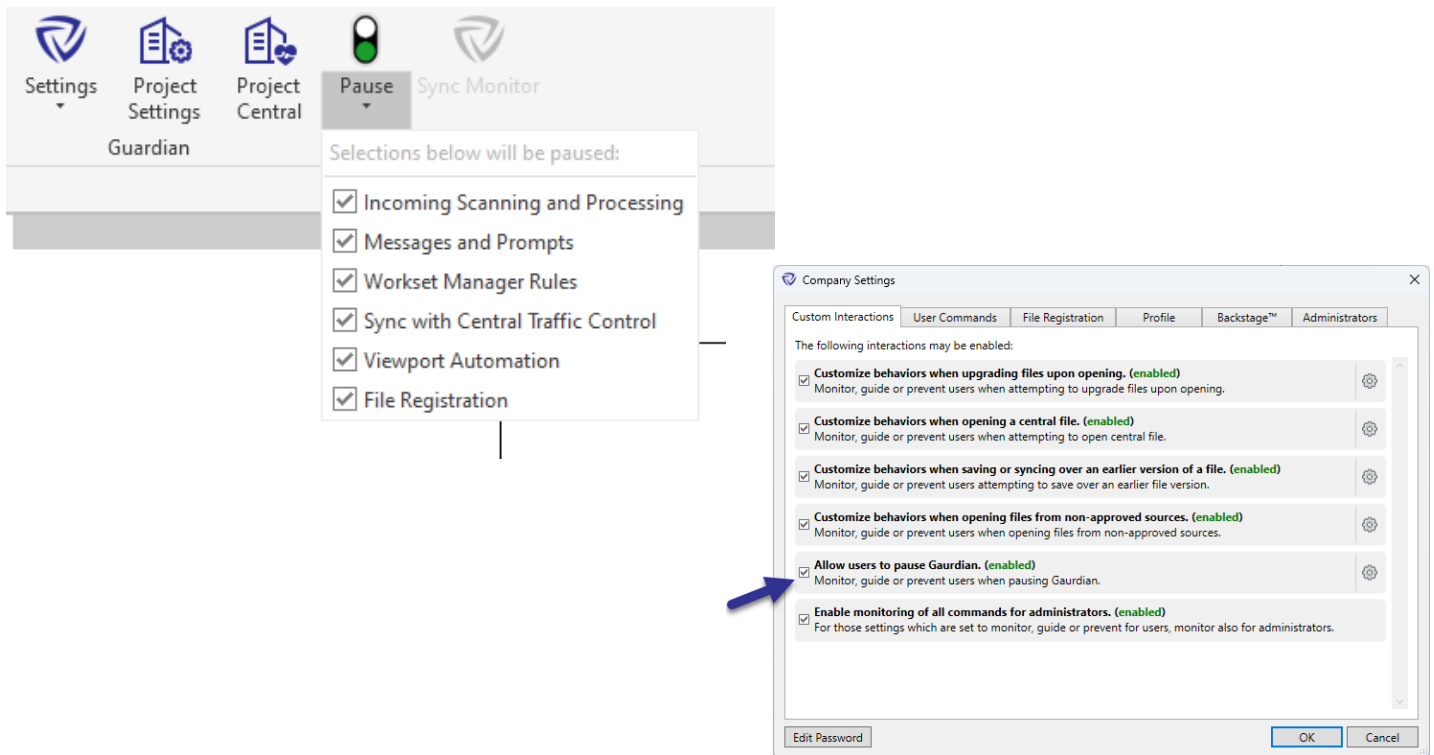 Settings
Project Settings
Project Central
Pause
Sync Monitor
Guardian
Selections below will be paused:
Incoming Scanning and Processing
Messages and Prompts
Workset Manager Rules
Sync with Central Traffic Control
Viewport Automation
File Registration
Company Settings
Custom Interactions User Commands File Registration Profile Backstage™ Administrators
The following interactions may be enabled:
Customize behaviors when upgrading files upon opening. (enabled)
Monitor, guide or prevent users when attempting to upgrade files upon opening.
Customize behaviors when opening a central file. (enabled)
Monitor, guide or prevent users when attempting to open central file.
Customize behaviors when saving or syncing over an earlier version of a file. (enabled)
Monitor, guide or prevent users attempting to save over an earlier file version.
Customize behaviors when opening files from non-approved sources. (enabled)
Monitor, guide or prevent users when opening files from non-approved sources.
Allow users to pause Gaurdian. (enabled)
Monitor, guide or prevent users when pausing Gaurdian.
Enable monitoring of all commands for administrators. (enabled)
For those settings which are set to monitor, guide or prevent for users, monitor also for administrators.
Edit Password
OK
Cancel